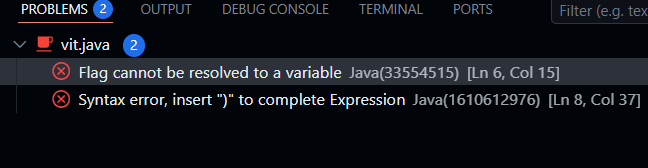 PROBLEMS 2 OUTPUT DEBUG CONSOLE TERMINAL PORTS Filter (e.g. tex
vit.java 2
Flag cannot be resolved to a variable Java(33554515) [Ln 6, Col 15]
Syntax error, insert ")" to complete Expression Java(1610612976) [Ln 8, Col 37]